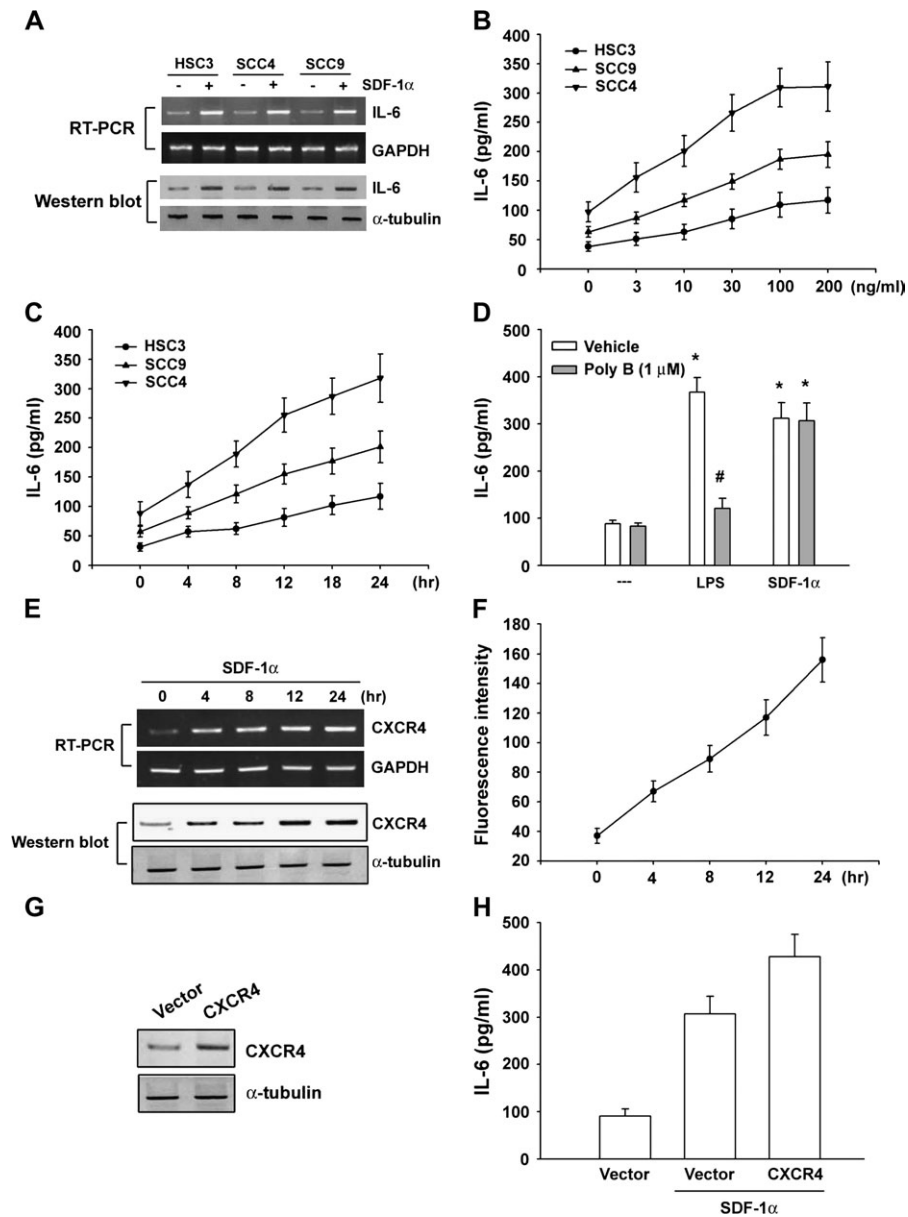 A
HSC3 SCC4 SCC9
- + - + - + SDF-1α
RT-PCR
IL-6
GAPDH
Western blot
IL-6
α-tubulin
B
HSC3
SCC9
SCC4
IL-6 (pg/ml)
400
350
300
250
200
150
100
50
0
0 3 10 30 100 200 (ng/ml)
C
HSC3
SCC9
SCC4
IL-6 (pg/ml)
400
350
300
250
200
150
100
50
0
0 4 8 12 18 24 (hr)
D
Vehicle
Poly B (1 μM)
IL-6 (pg/ml)
500
400
300
200
100
0
* # * *
--- LPS SDF-1α
E
SDF-1α
0 4 8 12 24 (hr)
RT-PCR
CXCR4
GAPDH
Western blot
CXCR4
α-tubulin
F
Fluorescence intensity
180
160
140
120
100
80
60
40
20
0 4 8 12 24 (hr)
G
Vector CXCR4
CXCR4
α-tubulin
H
IL-6 (pg/ml)
500
400
300
200
100
0
Vector Vector CXCR4
SDF-1α